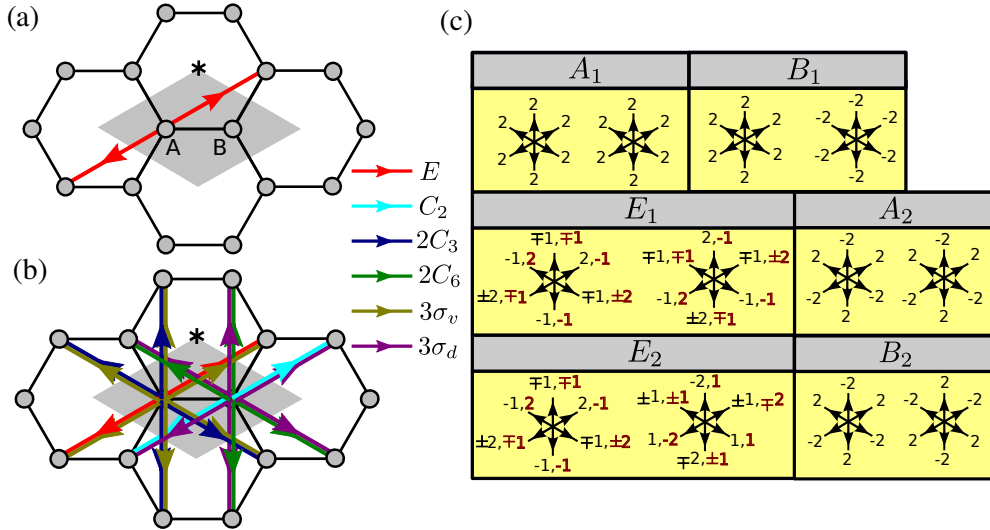 (a)
*
A B
E
C₂
2C₃
2C₆
3σᵥ
3σ_d
(b)
*
(c)
A₁ B₁
2 2 2 -2
2 2 2 2 2 2 -2 -2
2 2 2 2 2 2 -2 -2
2 2 2 -2
E₁ A₂
∓1,∓1 2,-1 -2 -2
-1,2 2,-1 ∓1,∓1 ∓1,±2 2 2 2 2
±2,∓1 ∓1,±2 -1,2 -1,-1 -2 -2 -2 -2
-1,-1 ±2,∓1 2 2
E₂ B₂
∓1,∓1 -2,1 -2 2
-1,2 2,-1 ±1,±1 ±1,∓2 2 2 -2 -2
±2,∓1 ∓1,±2 1,-2 1,1 -2 -2 2 2
-1,-1 ∓2,±1 2 -2